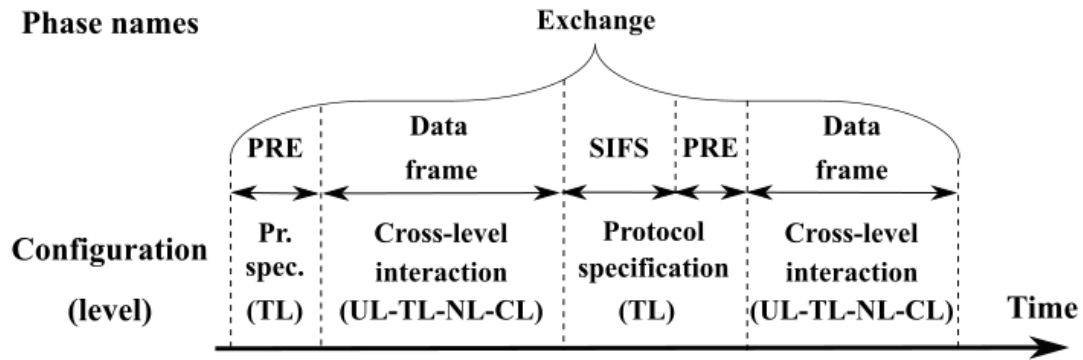 Phase names
Exchange
PRE
Data
frame
SIFS
PRE
Data
frame
Configuration
(level)
Pr.
spec.
(TL)
Cross-level
interaction
(UL-TL-NL-CL)
Protocol
specification
(TL)
Cross-level
interaction
(UL-TL-NL-CL)
Time